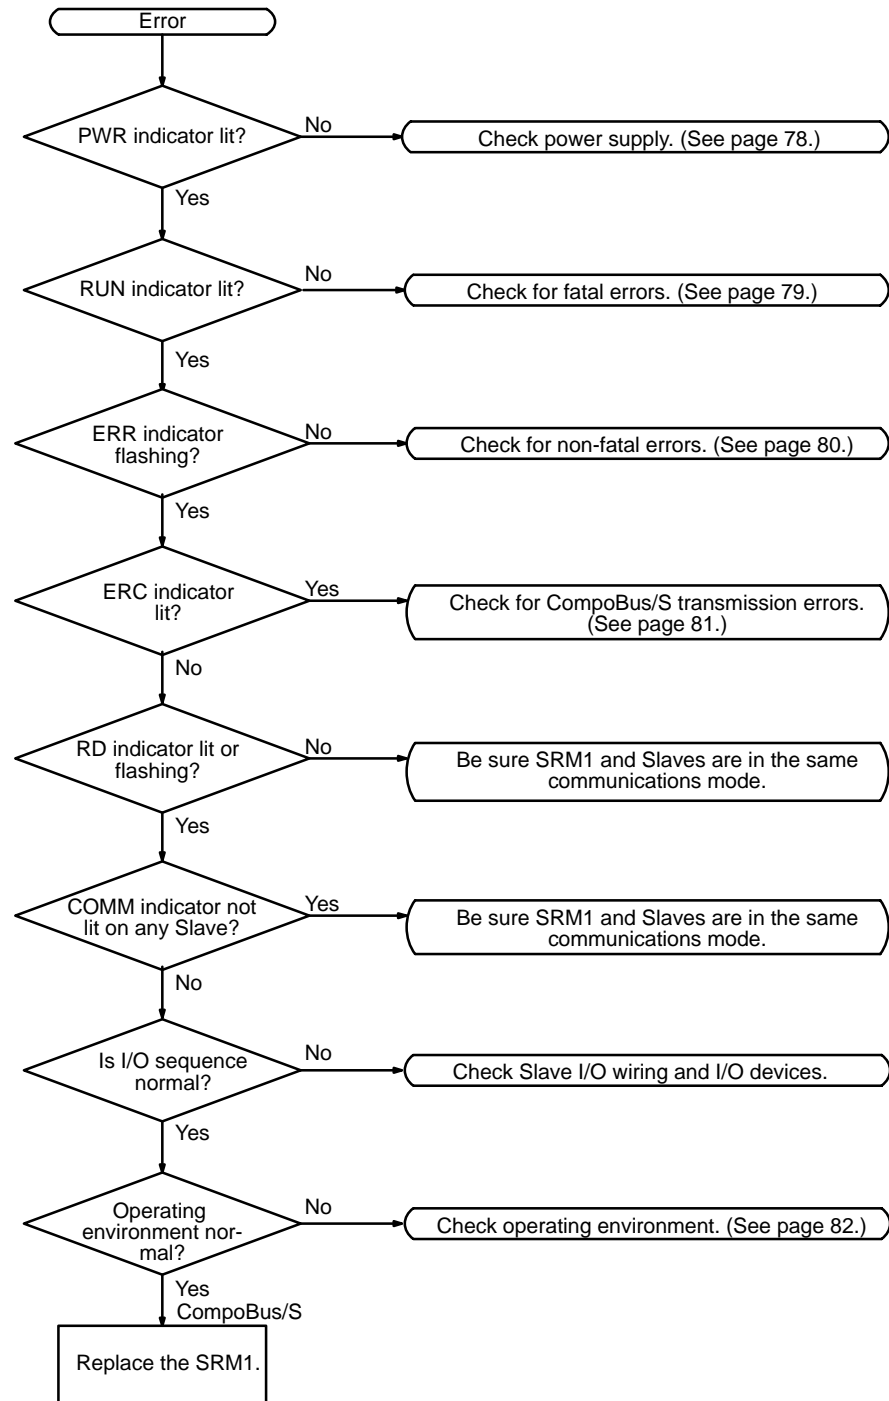 Error
PWR indicator lit?
No
Check power supply. (See page 78.)
Yes
RUN indicator lit?
No
Check for fatal errors. (See page 79.)
Yes
ERR indicator
flashing?
No
Check for non-fatal errors. (See page 80.)
Yes
ERC indicator
lit?
Yes
Check for CompoBus/S transmission errors.
(See page 81.)
No
RD indicator lit or
flashing?
No
Be sure SRM1 and Slaves are in the same
communications mode.
Yes
COMM indicator not
lit on any Slave?
Yes
Be sure SRM1 and Slaves are in the same
communications mode.
No
Is I/O sequence
normal?
No
Check Slave I/O wiring and I/O devices.
Yes
Operating
environment nor-
mal?
No
Check operating environment. (See page 82.)
Yes
CompoBus/S
Replace the SRM1.